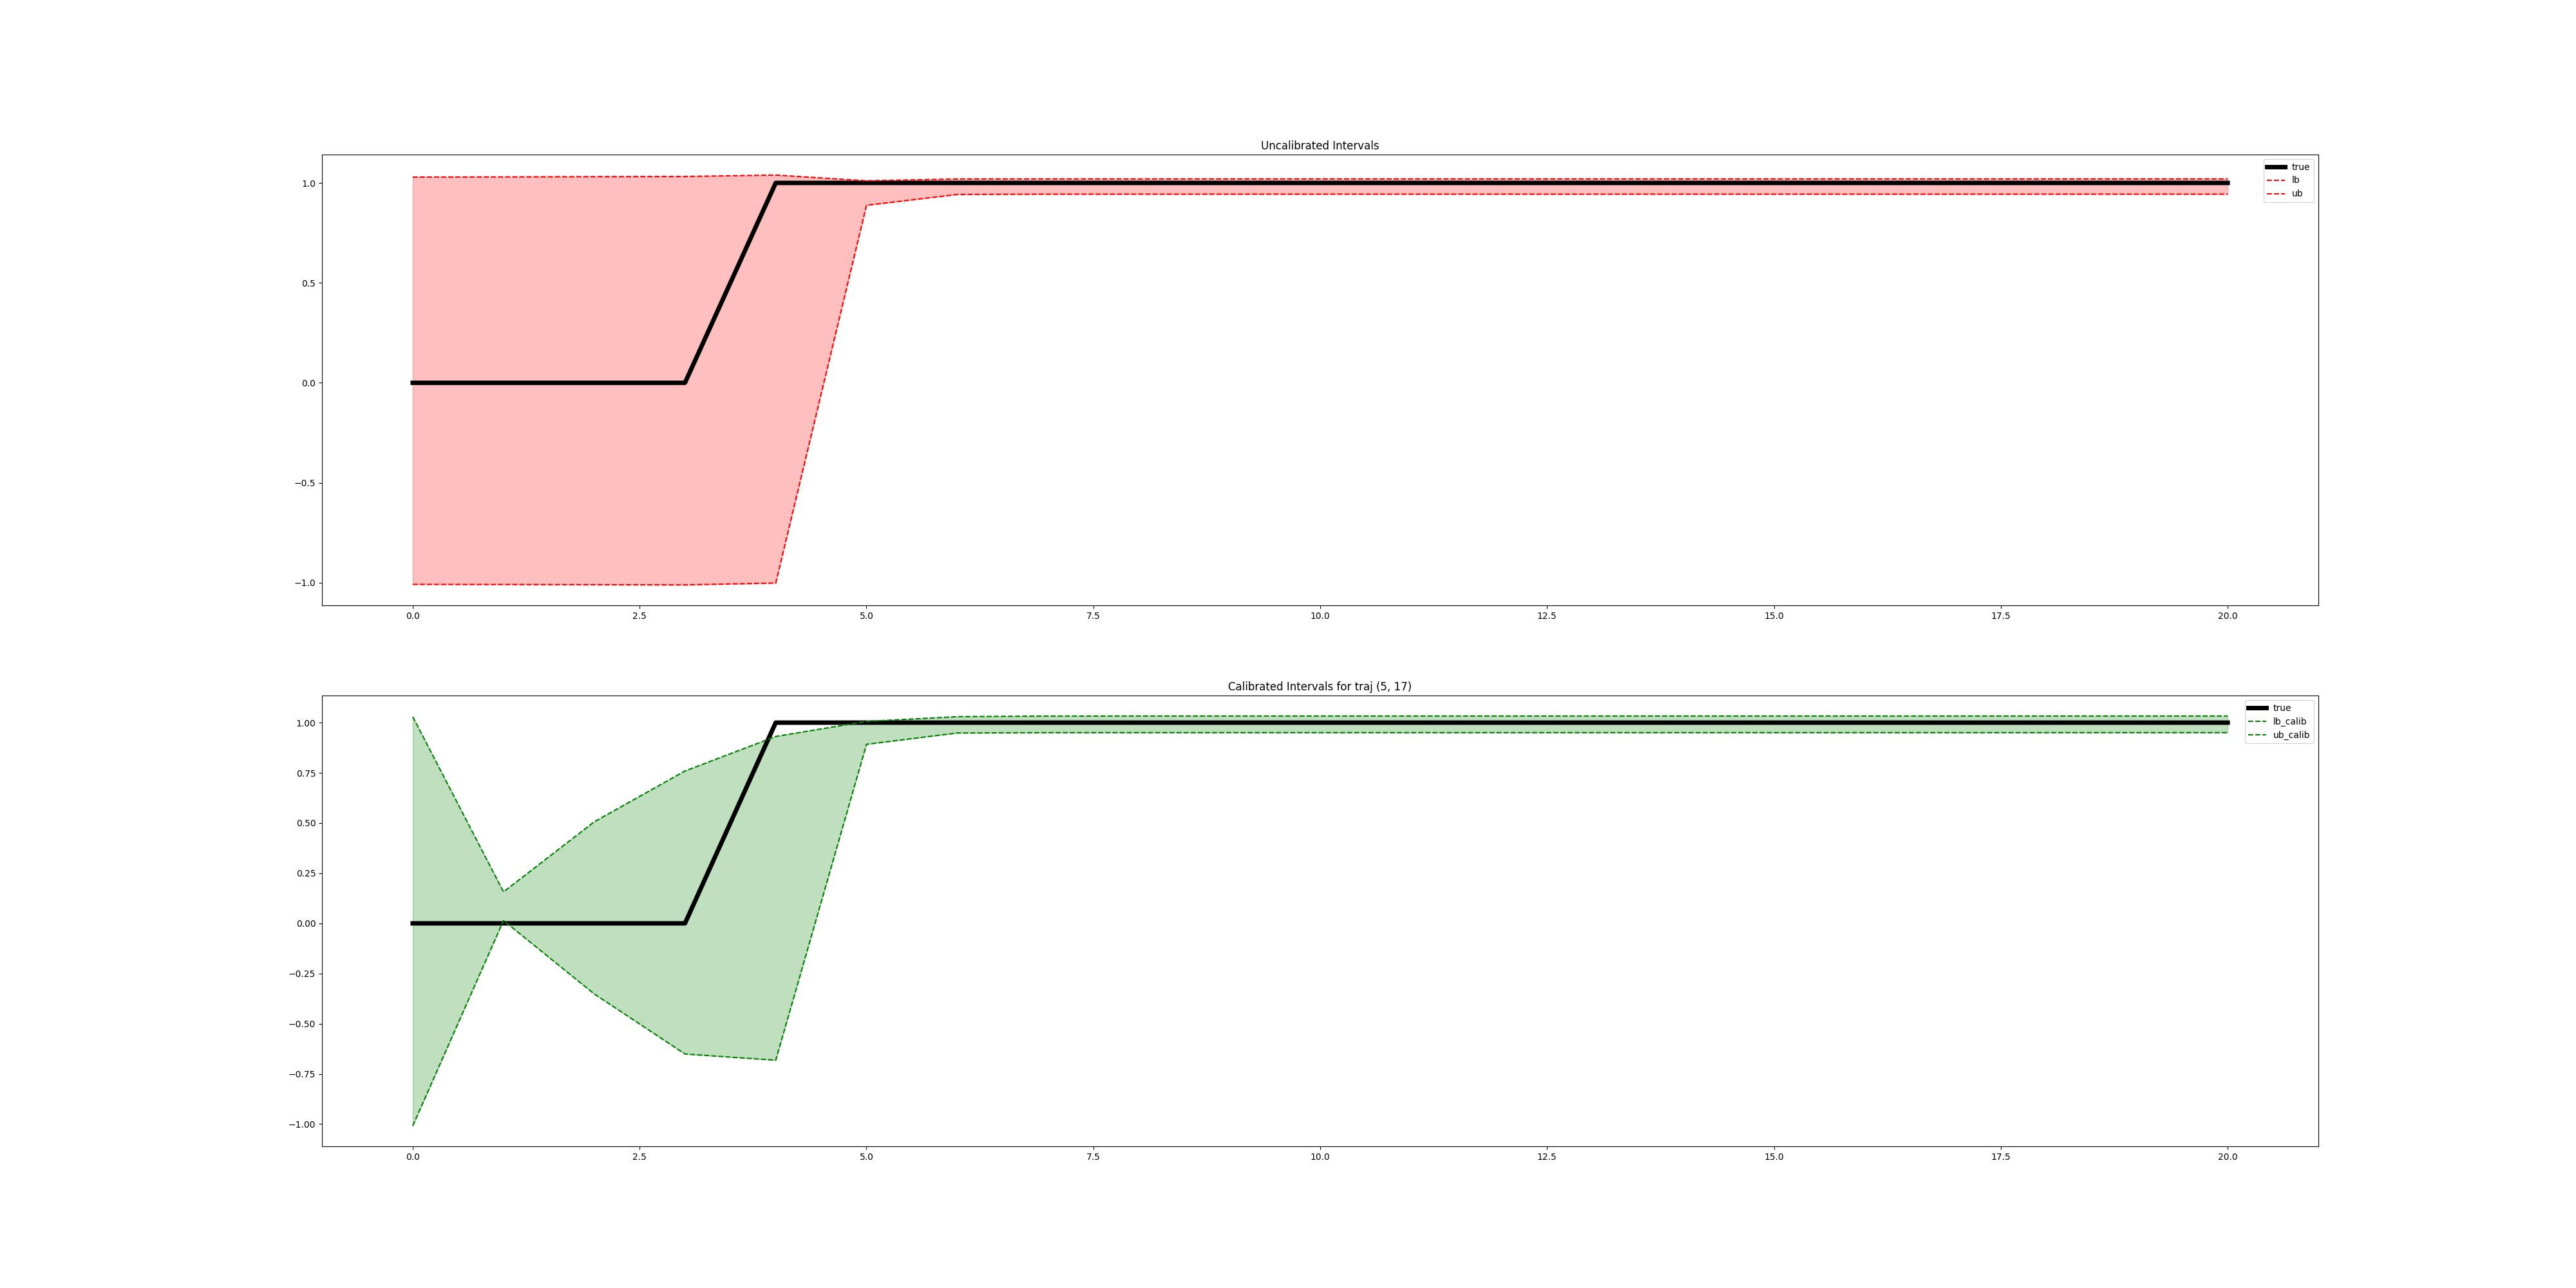 Uncalibrated Intervals
true
lb
ub
1.0
0.5
0.0
−0.5
−1.0
0.0 2.5 5.0 7.5 10.0 12.5 15.0 17.5 20.0
Calibrated Intervals for traj (5, 17)
true
lb_calib
ub_calib
1.00
0.75
0.50
0.25
0.00
−0.25
−0.50
−0.75
−1.00
0.0 2.5 5.0 7.5 10.0 12.5 15.0 17.5 20.0